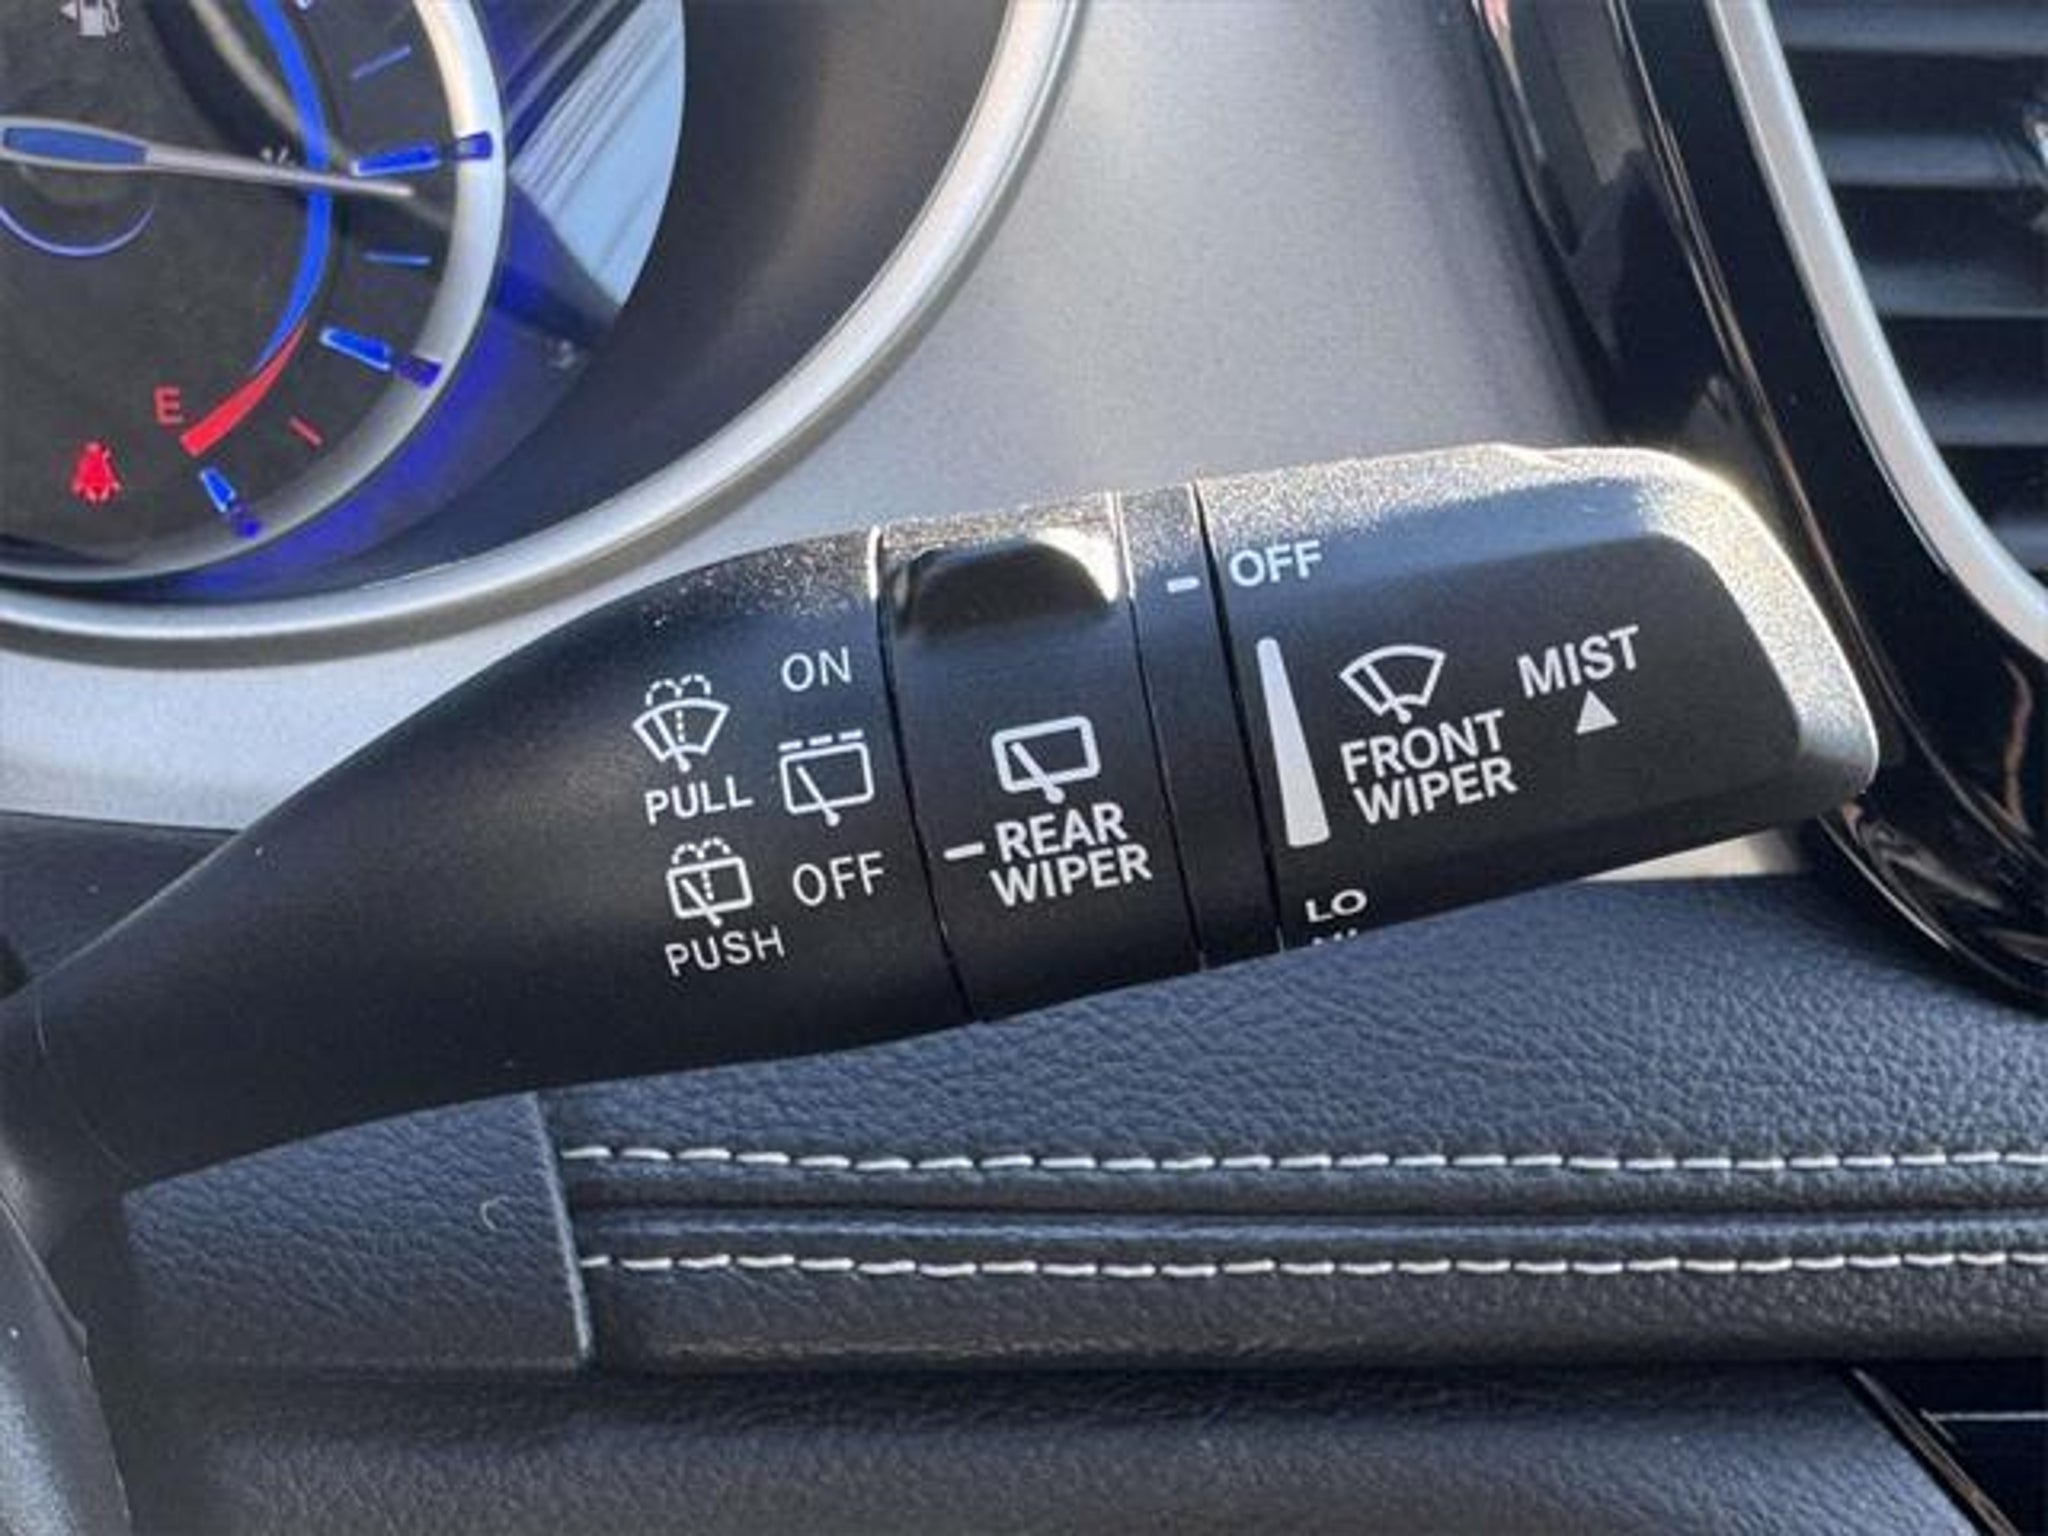 E
OFF
ON
MIST
PULL
FRONT
WIPER
REAR
WIPER
OFF
PUSH
LO